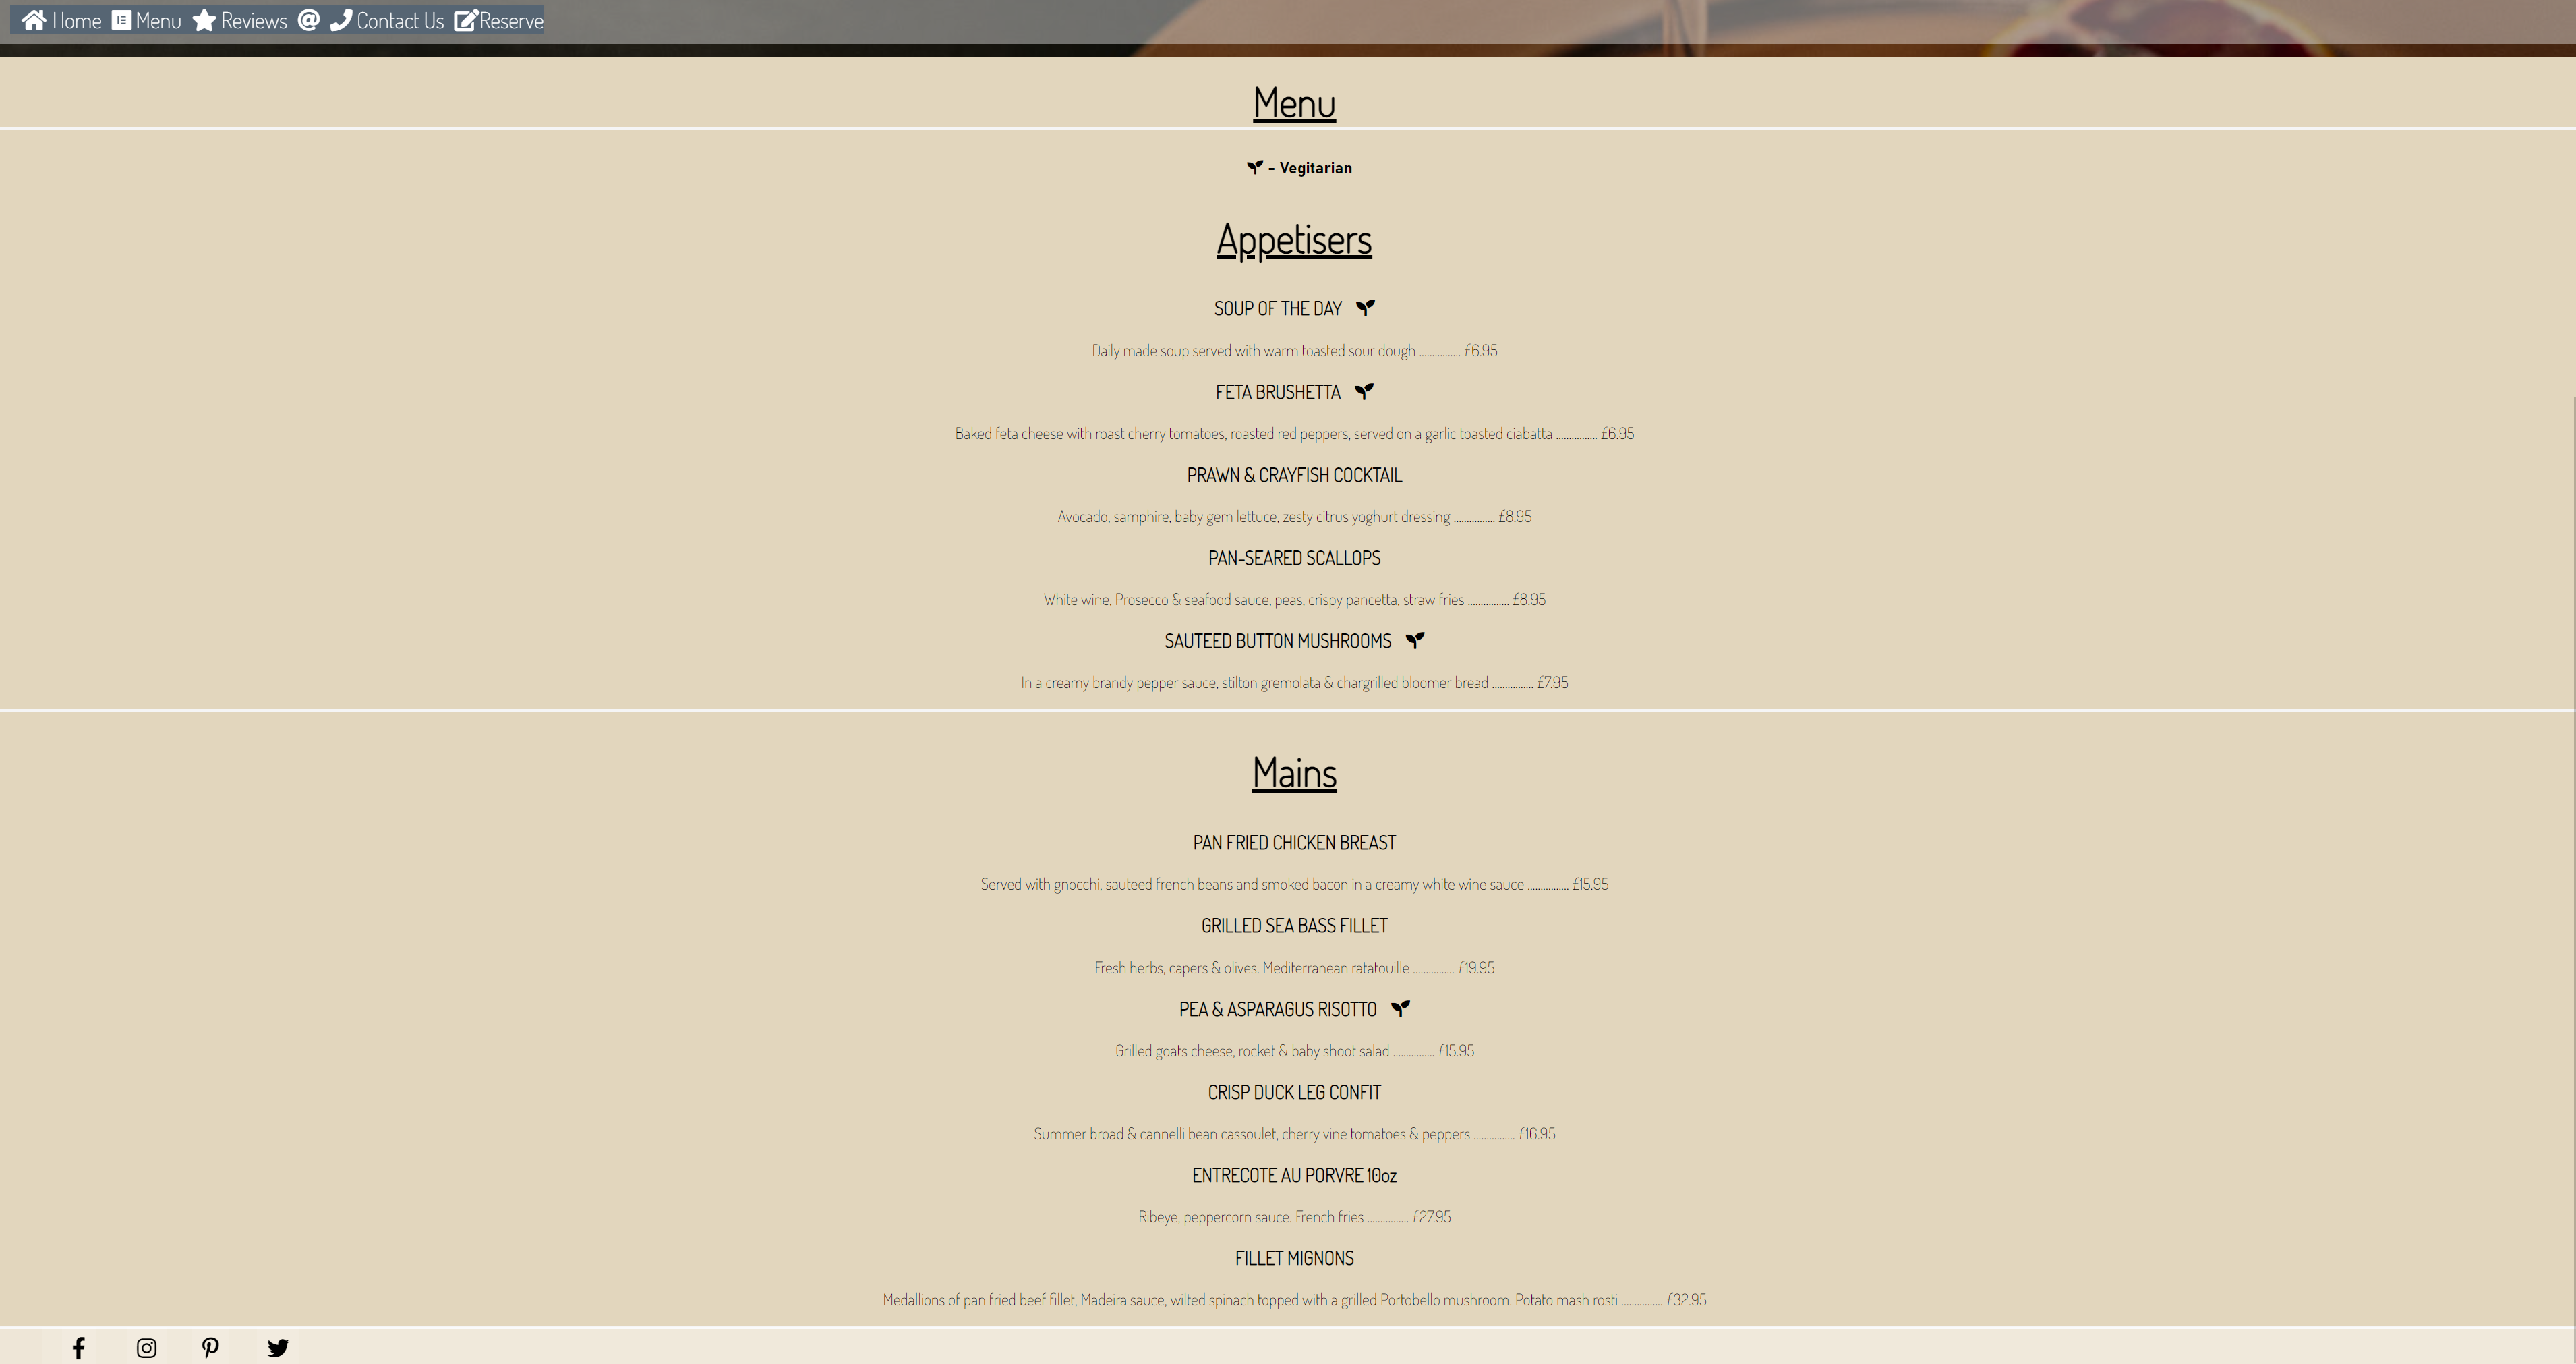 Home Menu Reviews @ Contact Us Reserve
Menu
- Vegitarian
Appetisers
SOUP OF THE DAY
Daily made soup served with warm toasted sour dough ............... £6.95
FETA BRUSHETTA
Baked feta cheese with roast cherry tomatoes, roasted red peppers, served on a garlic toasted ciabatta ............... £6.95
PRAWN & CRAYFISH COCKTAIL
Avocado, samphire, baby gem lettuce, zesty citrus yoghurt dressing ............... £8.95
PAN-SEARED SCALLOPS
White wine, Prosecco & seafood sauce, peas, crispy pancetta, straw fries ............... £8.95
SAUTEED BUTTON MUSHROOMS
In a creamy brandy pepper sauce, stilton gremolata & chargrilled bloomer bread ............... £7.95
Mains
PAN FRIED CHICKEN BREAST
Served with gnocchi, sauteed french beans and smoked bacon in a creamy white wine sauce ............... £15.95
GRILLED SEA BASS FILLET
Fresh herbs, capers & olives. Mediterranean ratatouille ............... £19.95
PEA & ASPARAGUS RISOTTO
Grilled goats cheese, rocket & baby shoot salad ............... £15.95
CRISP DUCK LEG CONFIT
Summer broad & cannelli bean cassoulet, cherry vine tomatoes & peppers ............... £16.95
ENTRECOTE AU PORVRE 10oz
Ribeye, peppercorn sauce. French fries ............... £27.95
FILLET MIGNONS
Medallions of pan fried beef fillet, Madeira sauce, wilted spinach topped with a grilled Portobello mushroom. Potato mash rosti ............... £32.95